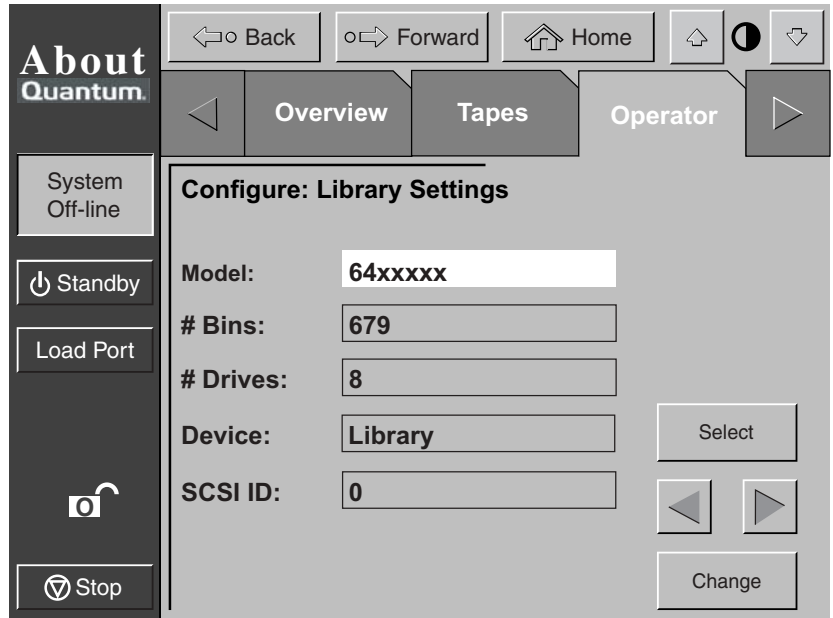 About
Quantum.
Back
Forward
Home
Overview
Tapes
Operator
System
Off-line
Standby
Load Port
O
Stop
Configure: Library Settings
Model: 64xxxxx
# Bins: 679
# Drives: 8
Device: Library
SCSI ID: 0
Select
Change